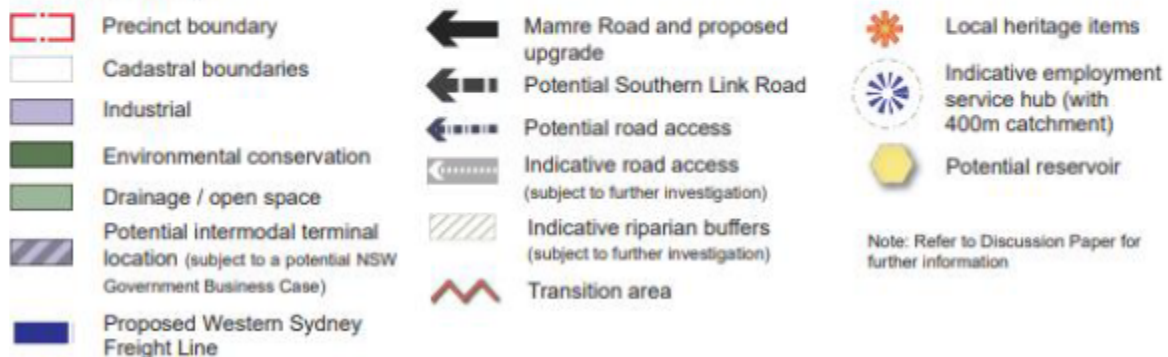 Precinct boundary
Cadastral boundaries
Industrial
Environmental conservation
Drainage / open space
Potential intermodal terminal
location (subject to a potential NSW
Government Business Case)
Proposed Western Sydney
Freight Line
Mamre Road and proposed
upgrade
Potential Southern Link Road
Potential road access
Indicative road access
(subject to further investigation)
Indicative riparian buffers
(subject to further investigation)
Transition area
Local heritage items
Indicative employment
service hub (with
400m catchment)
Potential reservoir
Note: Refer to Discussion Paper for
further information